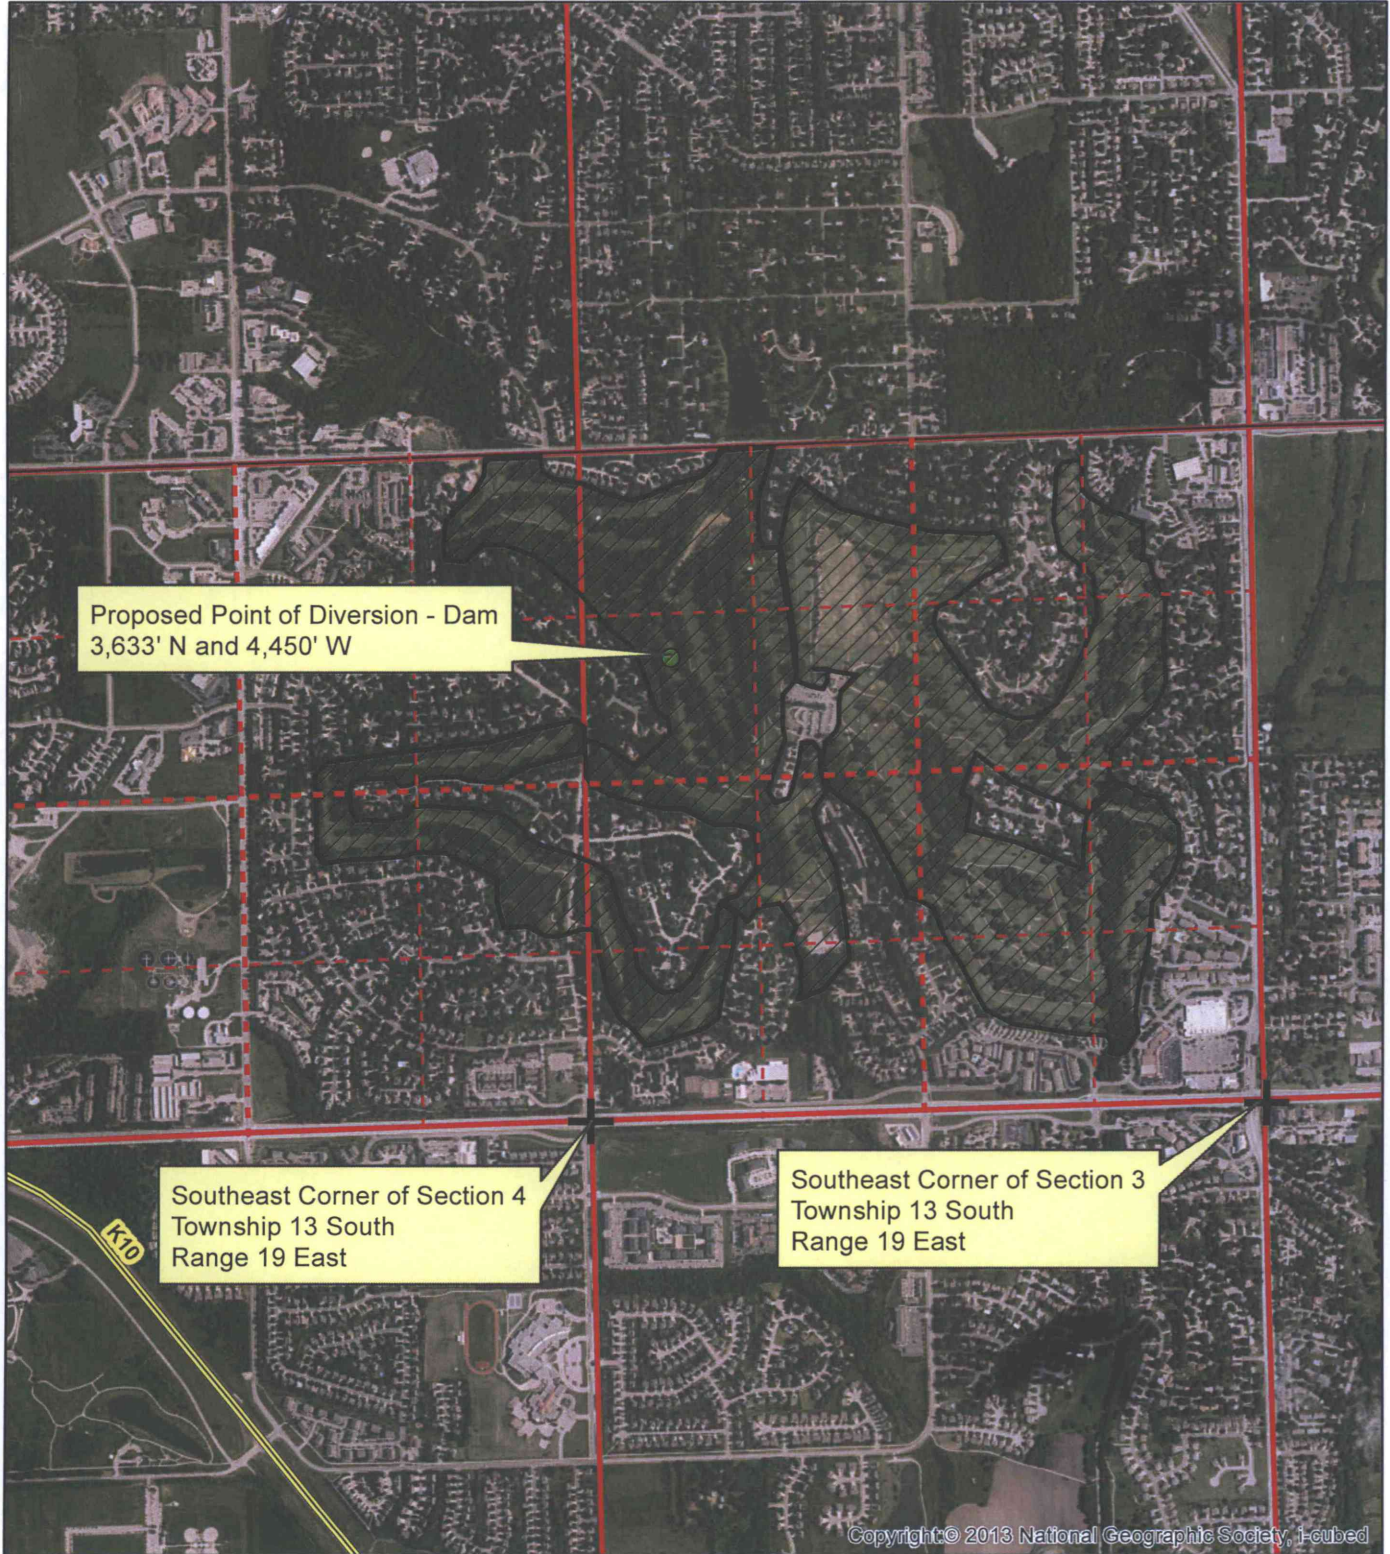 Proposed Point of Diversion - Dam
3,633' N and 4,450' W
Southeast Corner of Section 4
Township 13 South
Range 19 East
Southeast Corner of Section 3
Township 13 South
Range 19 East
K10
Copyright:© 2013 National Geographic Society, i-cubed